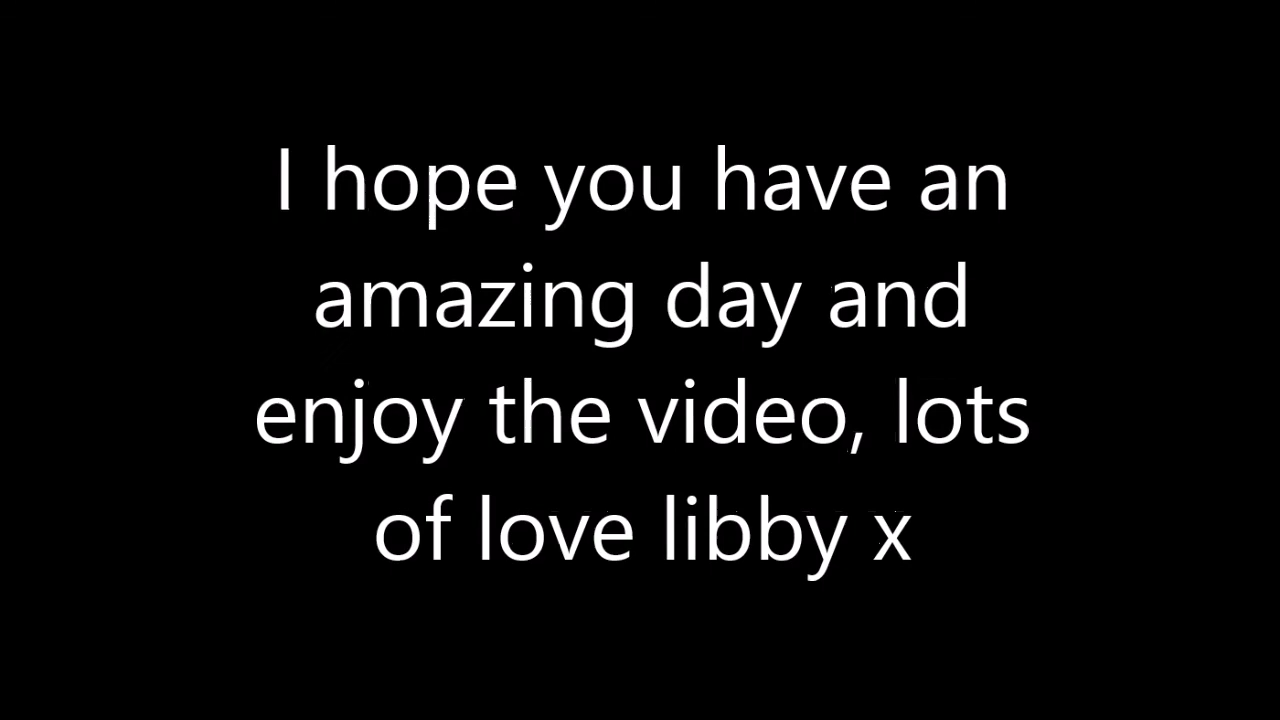 I hope you have an
amazing day and
enjoy the video, lots
of love libby x